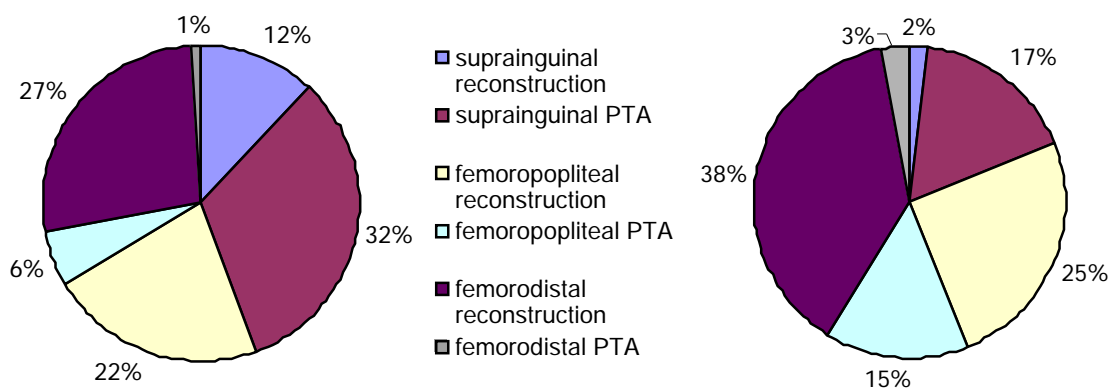 1%
12%
27%
32%
6%
22%
suprainguinal
reconstruction
suprainguinal PTA
femoropopliteal
reconstruction
femoropopliteal PTA
femorodistal
reconstruction
femorodistal PTA
3%
2%
17%
38%
25%
15%